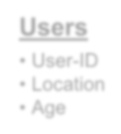 Users
• User-ID
• Location
• Age